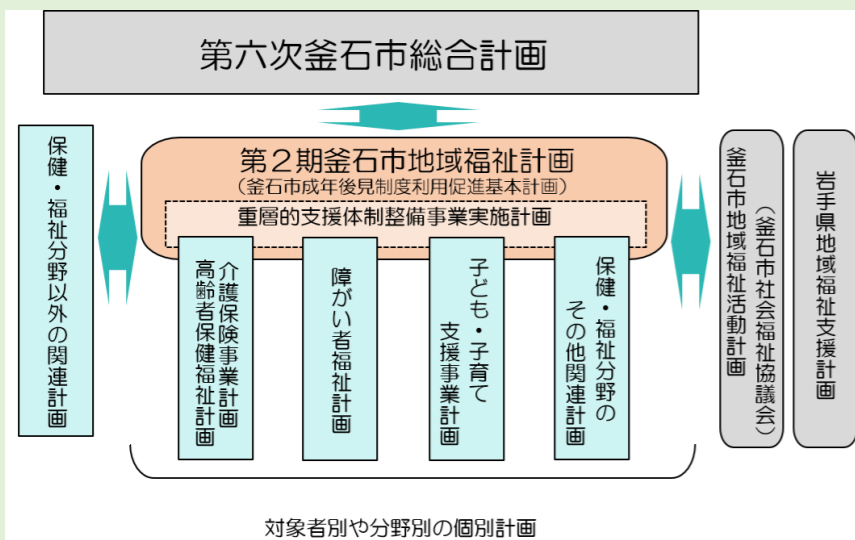 第六次釜石市総合計画
保健・福祉分野以外の関連計画
第２期釜石市地域福祉計画
（釜石市成年後見制度利用促進基本計画）
重層的支援体制整備事業実施計画
介護保険事業計画
高齢者保健福祉計画
障がい者福祉計画
子ども・子育て
支援事業計画
保健・福祉分野の
その他関連計画
（釜石市社会福祉協議会）
釜石市地域福祉活動計画
岩手県地域福祉支援計画
対象者別や分野別の個別計画